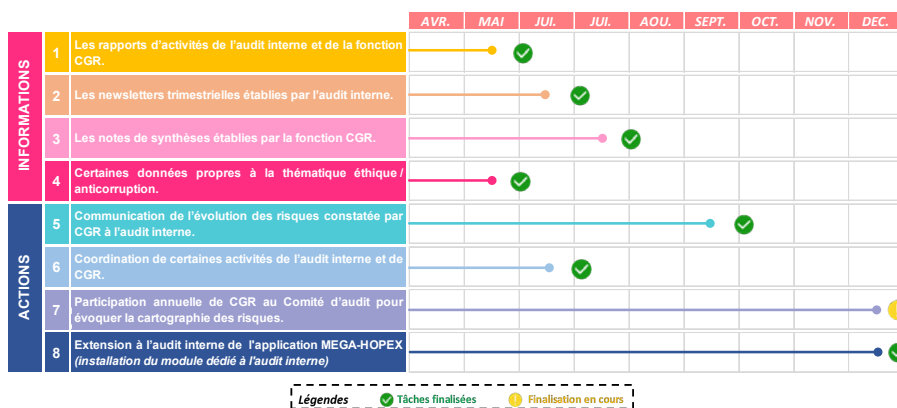 AVR. MAI JUI. JUI. AOU. SEPT. OCT. NOV. DEC.
INFORMATIONS
1 Les rapports d'activités de l'audit interne et de la fonction
CGR.
2 Les newsletters trimestrielles établies par l'audit interne.
3 Les notes de synthèses établies par la fonction CGR.
4 Certaines données propres à la thématique éthique /
anticorruption.
ACTIONS
5 Communication de l'évolution des risques constatée par
CGR à l'audit interne.
6 Coordination de certaines activités de l'audit interne et de
CGR.
7 Participation annuelle de CGR au Comité d'audit pour
évoquer la cartographie des risques.
8 Extension à l'audit interne de l'application MEGA-HOPEX
(installation du module dédié à l'audit interne)
Légendes Tâches finalisées Finalisation en cours